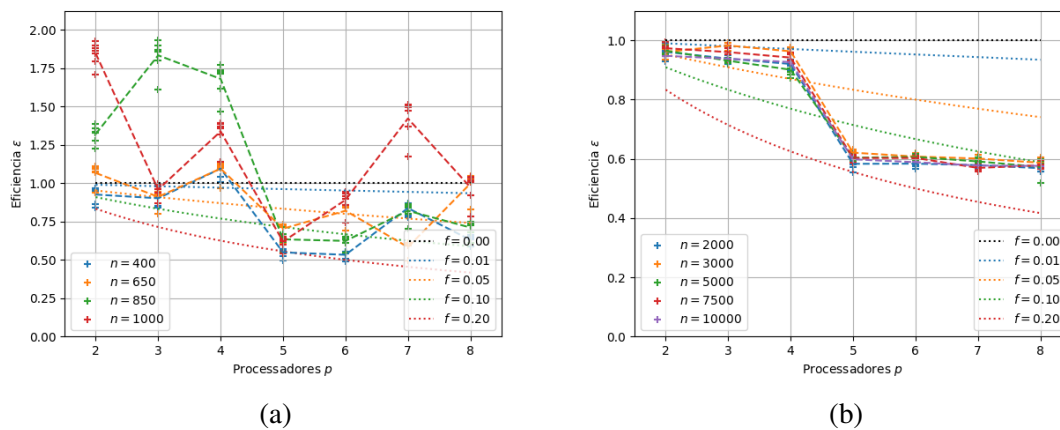 2.00
1.75
1.50
1.25
1.00
0.75
0.50
0.25
0.00
Eficiencia ε
2 3 4 5 6 7 8
Processadores p
n = 400
n = 650
n = 850
n = 1000
f = 0.00
f = 0.01
f = 0.05
f = 0.10
f = 0.20
(a)
1.0
0.8
0.6
0.4
0.2
0.0
Eficiencia ε
2 3 4 5 6 7 8
Processadores p
n = 2000
n = 3000
n = 5000
n = 7500
n = 10000
f = 0.00
f = 0.01
f = 0.05
f = 0.10
f = 0.20
(b)